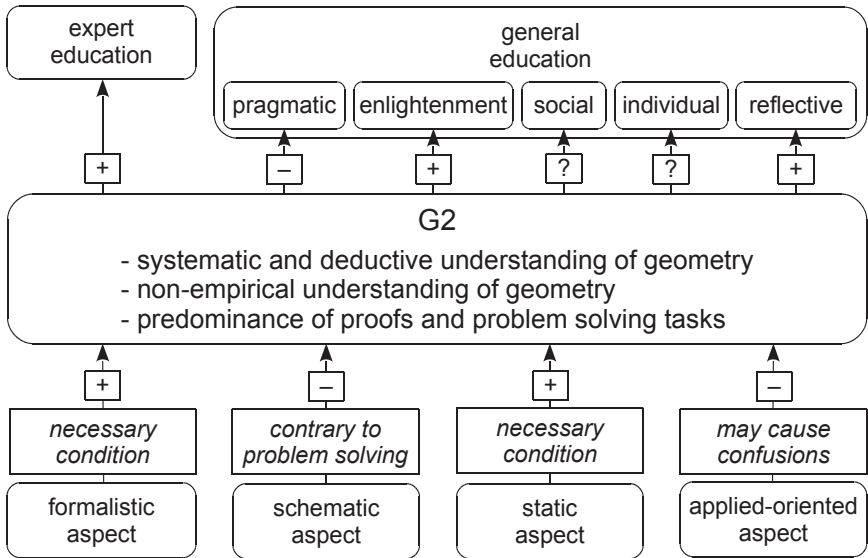 expert
education
general
education
pragmatic
enlightenment
social
individual
reflective
+
–
+
?
?
+
G2
- systematic and deductive understanding of geometry
- non-empirical understanding of geometry
- predominance of proofs and problem solving tasks
+
–
+
–
necessary
condition
contrary to
problem solving
necessary
condition
may cause
confusions
formalistic
aspect
schematic
aspect
static
aspect
applied-oriented
aspect